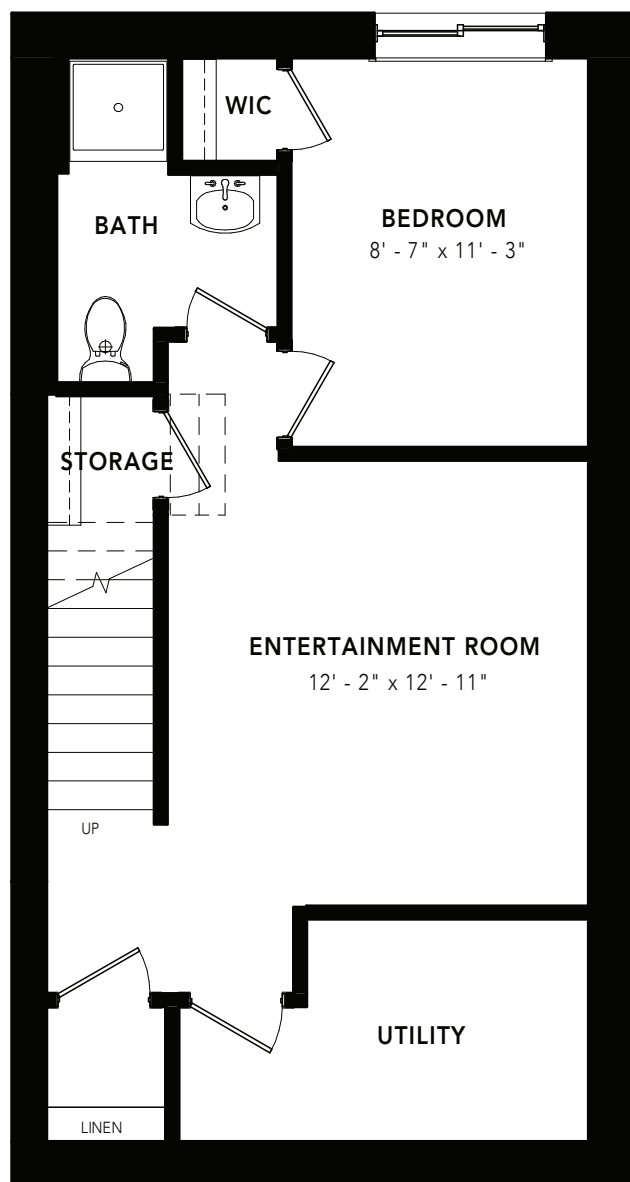 WIC
BATH
BEDROOM
8' - 7" x 11' - 3"
STORAGE
ENTERTAINMENT ROOM
12' - 2" x 12' - 11"
UP
UTILITY
LINEN